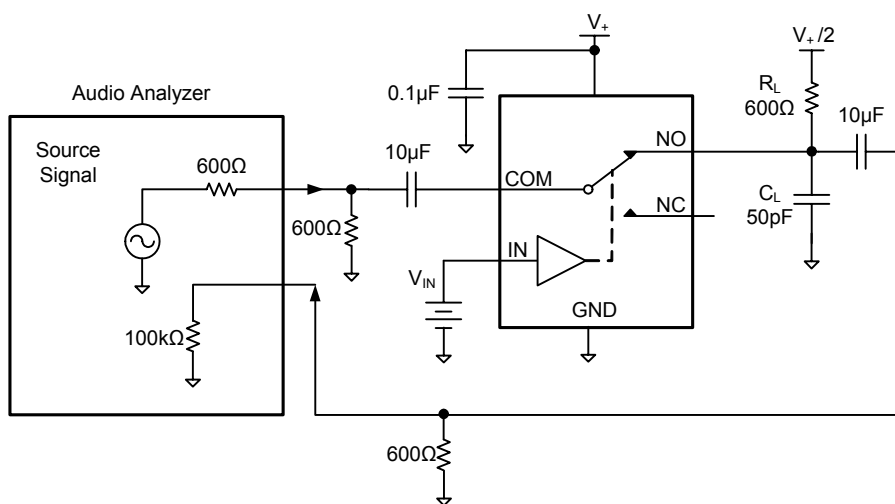 V+
V+/2
0.1µF
RL
600Ω
10µF
Audio Analyzer
Source
Signal
600Ω
10µF
NO
COM
NC
CL
50pF
600Ω
IN
VIN
100kΩ
GND
600Ω